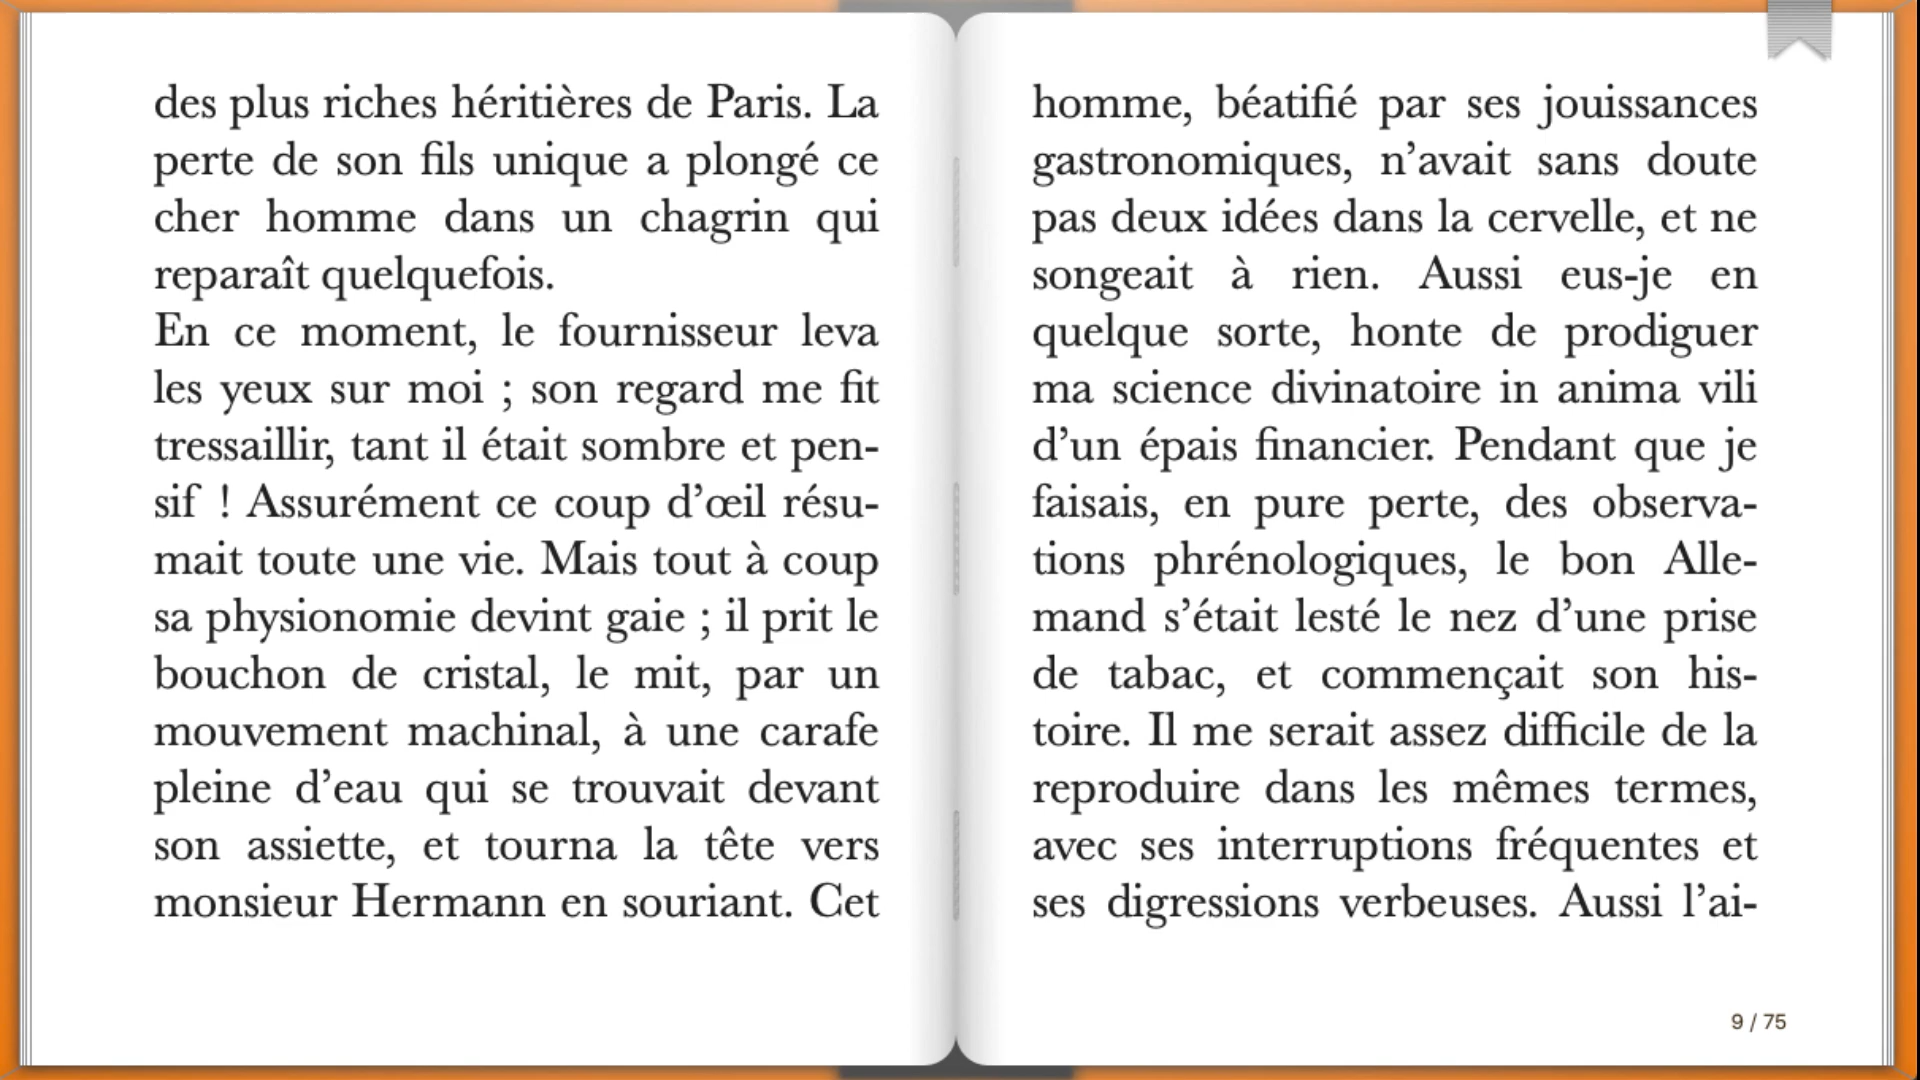 des plus riches héritières de Paris. La
perte de son fils unique a plongé ce
cher homme dans un chagrin qui
reparaît quelquefois.
En ce moment, le fournisseur leva
les yeux sur moi ; son regard me fit
tressaillir, tant il était sombre et pen-
sif ! Assurément ce coup d’œil résu-
mait toute une vie. Mais tout à coup
sa physionomie devint gaie ; il prit le
bouchon de cristal, le mit, par un
mouvement machinal, à une carafe
pleine d’eau qui se trouvait devant
son assiette, et tourna la tête vers
monsieur Hermann en souriant. Cet
homme, béatifié par ses jouissances
gastronomiques, n’avait sans doute
pas deux idées dans la cervelle, et ne
songeait à rien. Aussi eus-je en
quelque sorte, honte de prodiguer
ma science divinatoire in anima vili
d’un épais financier. Pendant que je
faisais, en pure perte, des observa-
tions phrénologiques, le bon Alle-
mand s’était lesté le nez d’une prise
de tabac, et commençait son his-
toire. Il me serait assez difficile de la
reproduire dans les mêmes termes,
avec ses interruptions fréquentes et
ses digressions verbeuses. Aussi l’ai-
9 / 75